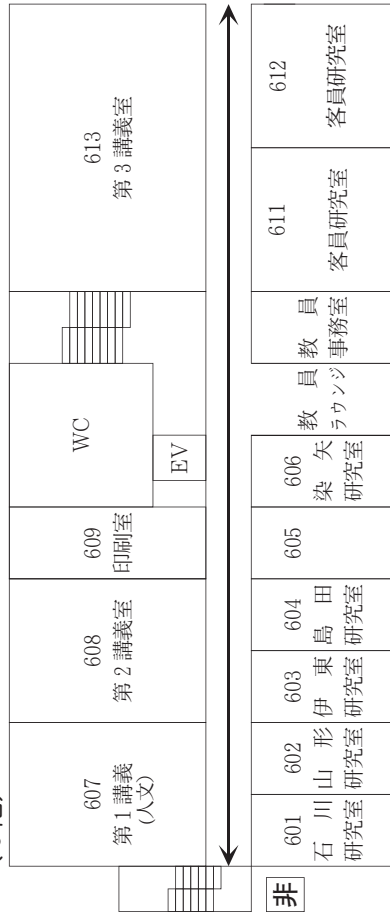 613
第3講義室
WC
EV
609
印刷室
608
第2講義室
607
第1講義
(人文)
612
客員研究室
611
客員研究室
教 員
事務室
教 員
ラウンジ
606
染 矢
研究室
605
604
島 田
研究室
603
伊 東
研究室
602
山 形
研究室
601
石 川
研究室
非